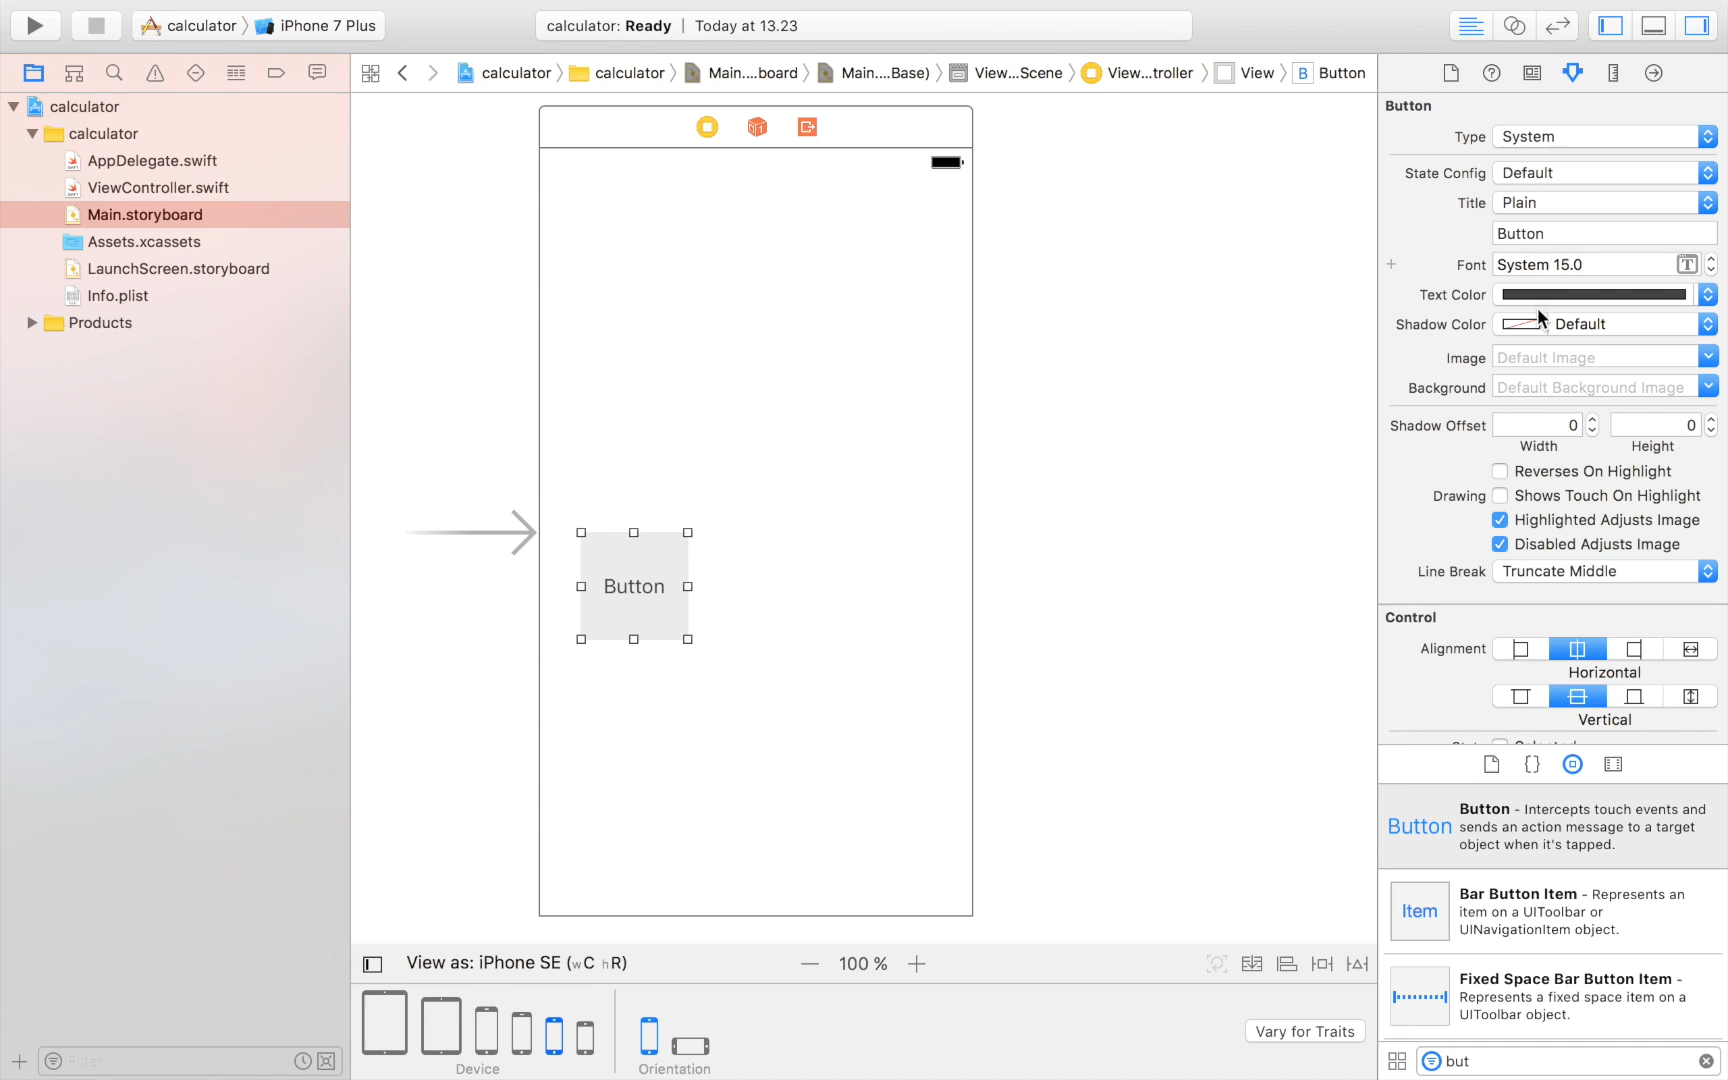 calculator iPhone 7 Plus
calculator: Ready | Today at 13.23
calculator calculator Main....board Main....Base) View...Scene View...troller View B Button
calculator
calculator
AppDelegate.swift
ViewController.swift
Main.storyboard
Assets.xcassets
LaunchScreen.storyboard
Info.plist
Products
Filter
Button
View as: iPhone SE (wC hR)
100 %
Device
Orientation
Vary for Traits
Button
Type System
State Config Default
Title Plain
Button
Font System 15.0
Text Color
Shadow Color Default
Image Default Image
Background Default Background Image
Shadow Offset 0 0
Width Height
Reverses On Highlight
Drawing Shows Touch On Highlight
Highlighted Adjusts Image
Disabled Adjusts Image
Line Break Truncate Middle
Control
Alignment
Horizontal
Vertical
Button
Button - Intercepts touch events and
sends an action message to a target
object when it's tapped.
Item
Bar Button Item - Represents an
item on a UIToolbar or
UINavigationItem object.
Fixed Space Bar Button Item -
Represents a fixed space item on a
UIToolbar object.
but